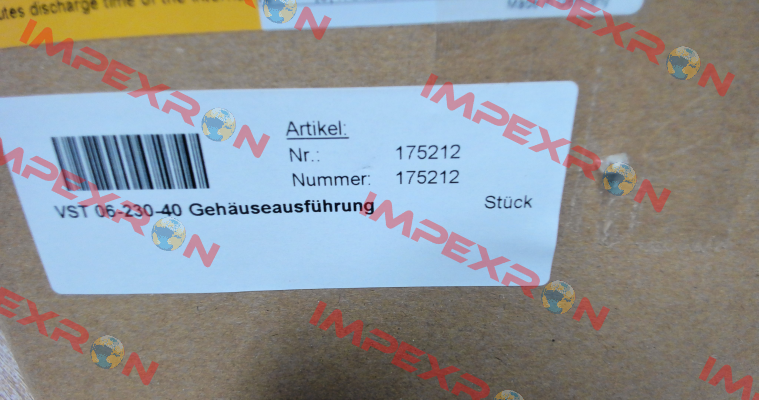 utes discharge time of the
Artikel:
Nr.: 175212
Nummer: 175212
VST 06-230-40 Gehäuseausführung Stück
IMPEXRON
IMPEXRON
IMPEXRON
IMPEXRON
IMPEXRON
IMPEXRON